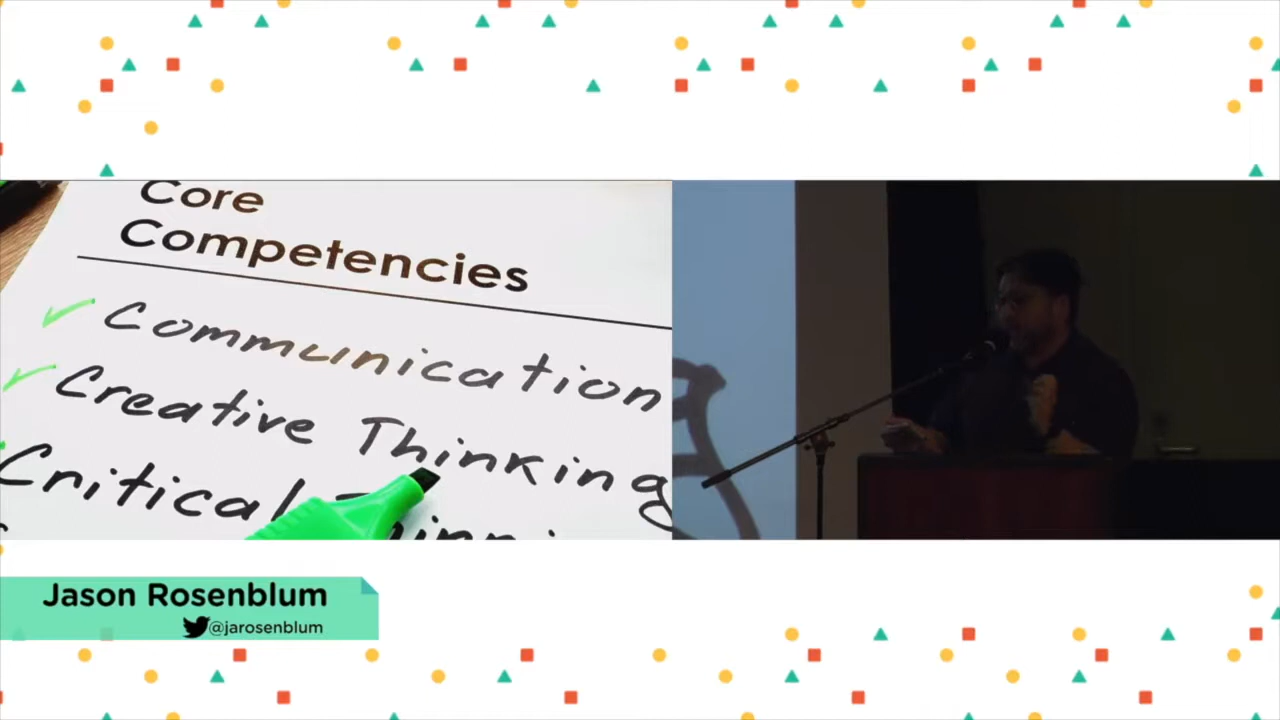 Core
Competencies
Communication
Creative Thinking
Critical
Jason Rosenblum
@jarosenblum